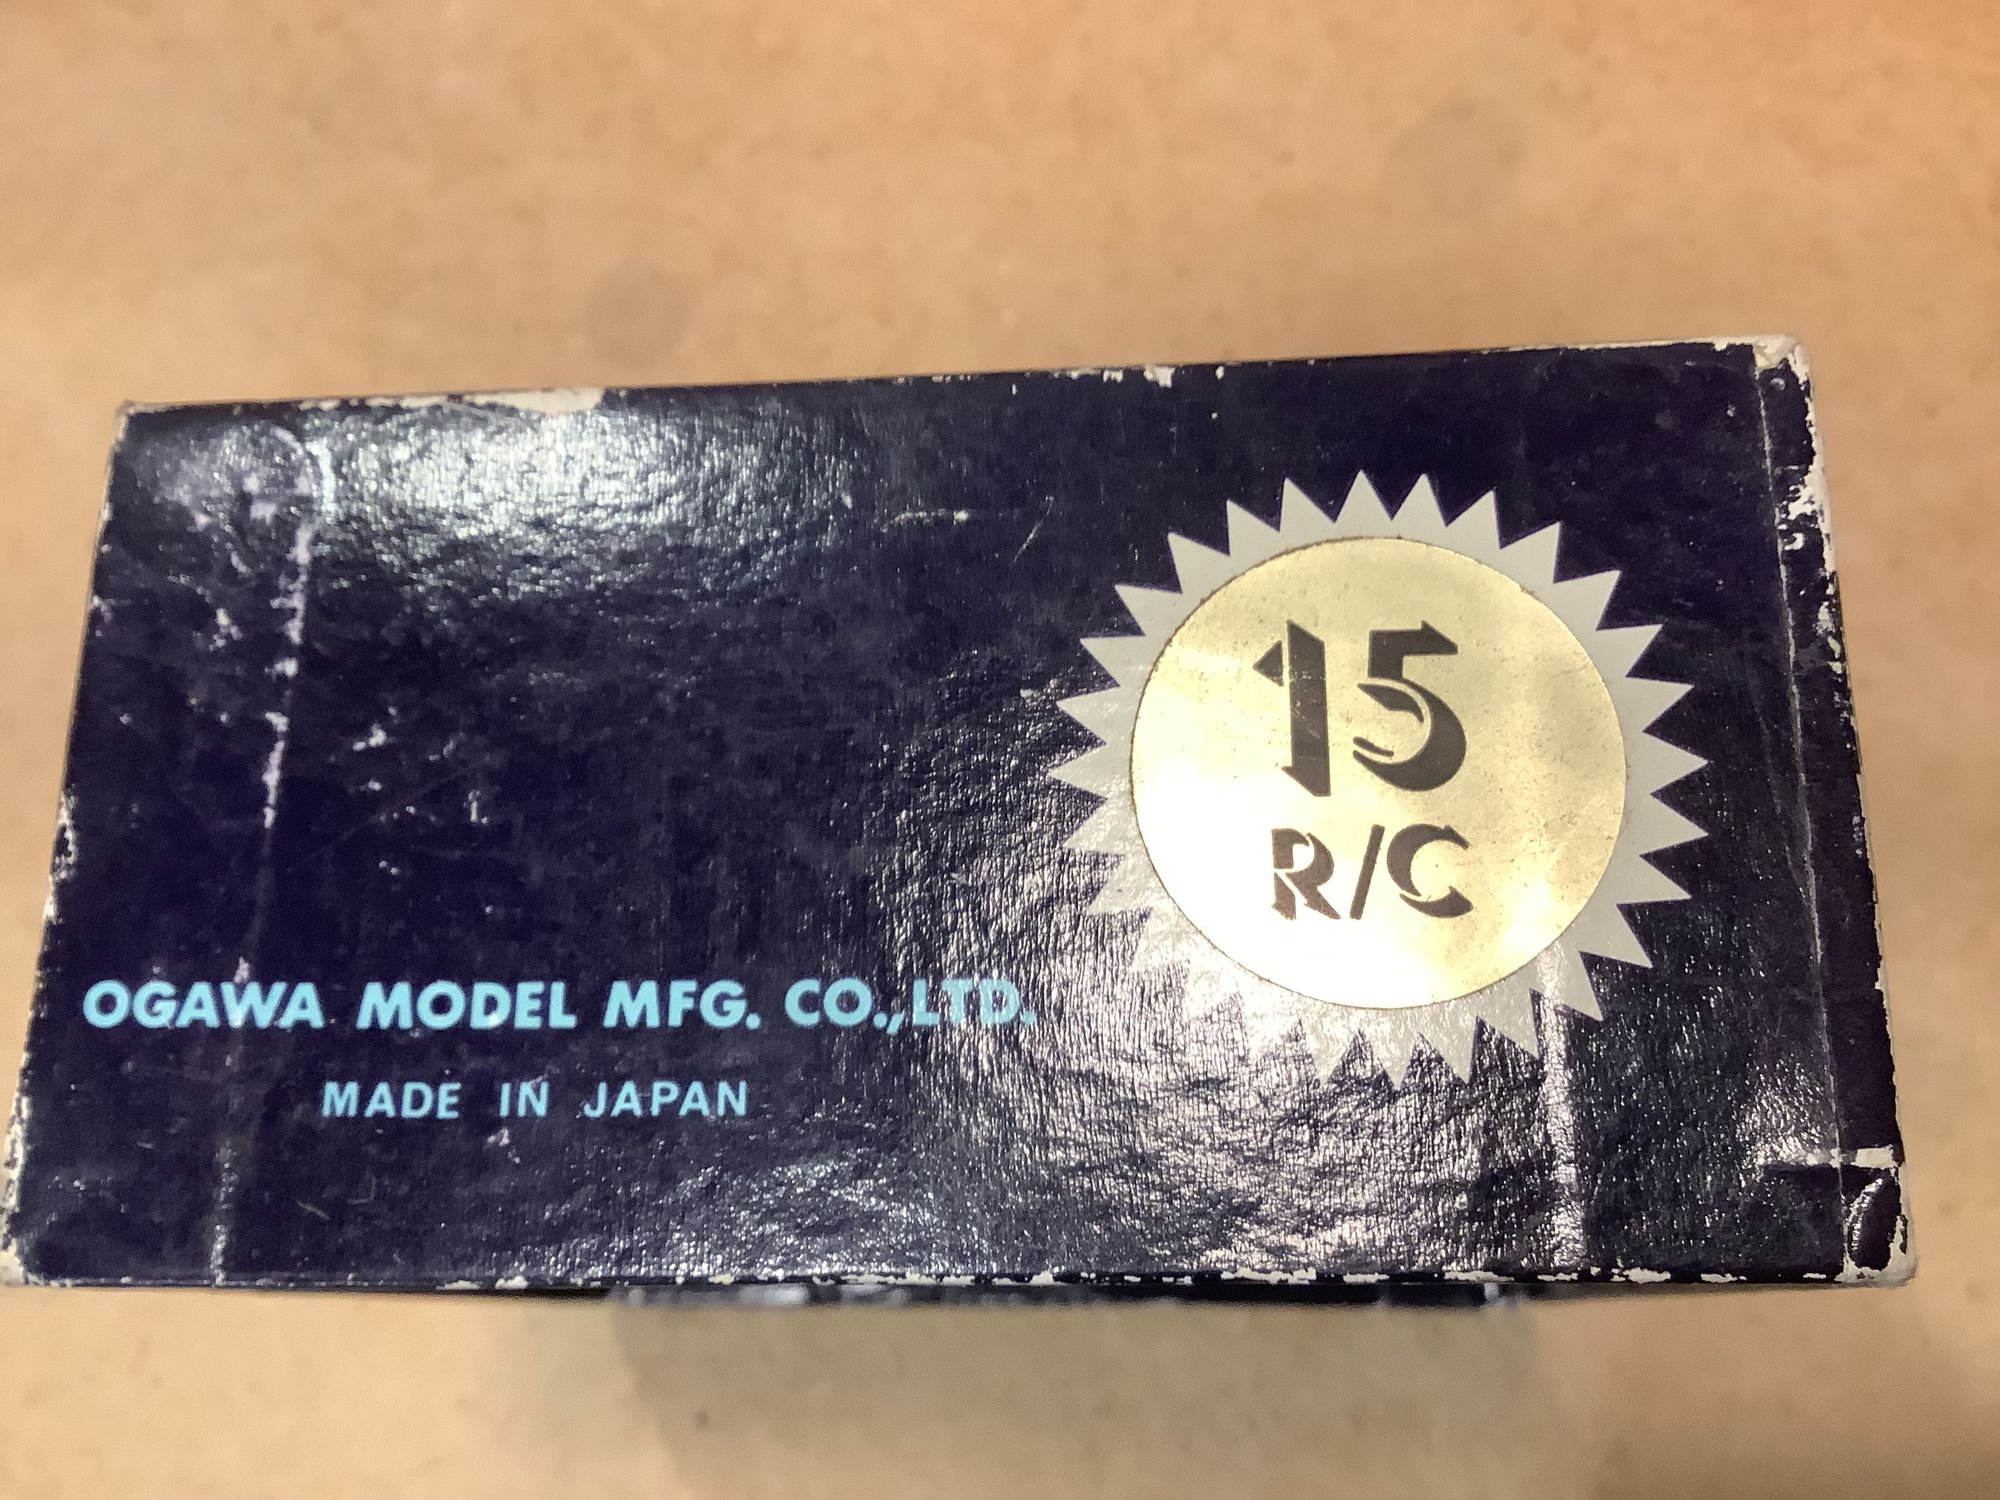 15
R/C
OGAWA MODEL MFG. CO.,LTD.
MADE IN JAPAN